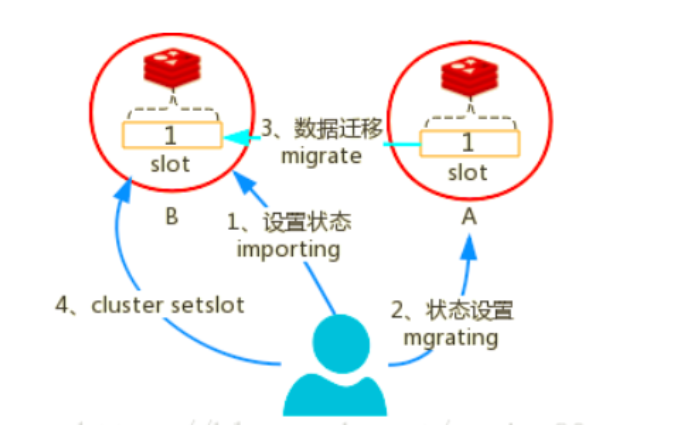 1
slot
B
3、数据迁移
migrate
1
slot
A
1、设置状态
importing
4、cluster setslot
2、状态设置
mgrating